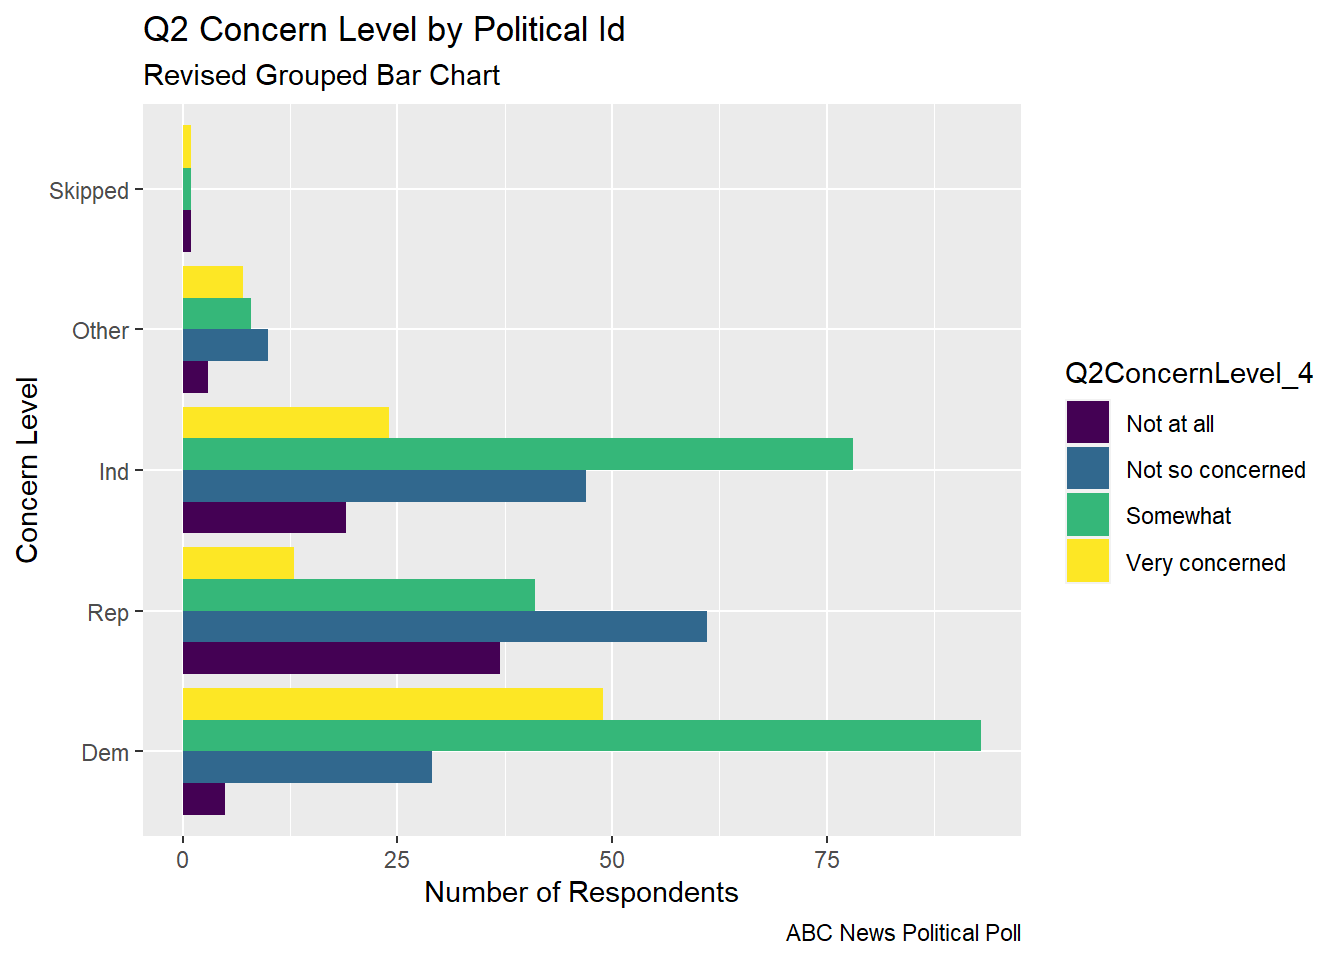 Q2 Concern Level by Political Id
Revised Grouped Bar Chart
Concern Level
Skipped
Other
Ind
Rep
Dem
0 25 50 75
Number of Respondents
ABC News Political Poll
Q2ConcernLevel_4
Not at all
Not so concerned
Somewhat
Very concerned